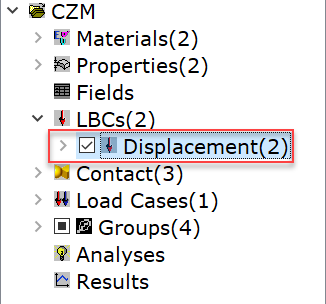 CZM
Materials(2)
Properties(2)
Fields
LBCs(2)
Displacement(2)
Contact(3)
Load Cases(1)
Groups(4)
Analyses
Results